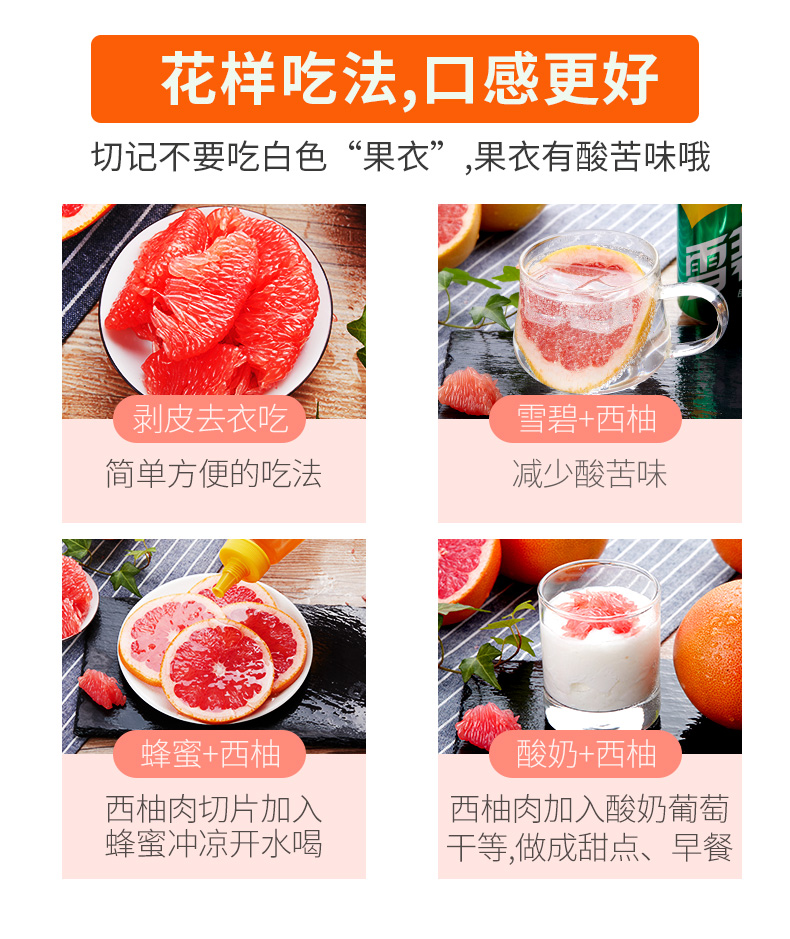 花样吃法,口感更好
切记不要吃白色“果衣”,果衣有酸苦味哦
雪碧
剥皮去衣吃
雪碧+西柚
简单方便的吃法
减少酸苦味
蜂蜜+西柚
酸奶+西柚
西柚肉切片加入
蜂蜜冲凉开水喝
西柚肉加入酸奶葡萄
干等,做成甜点、早餐